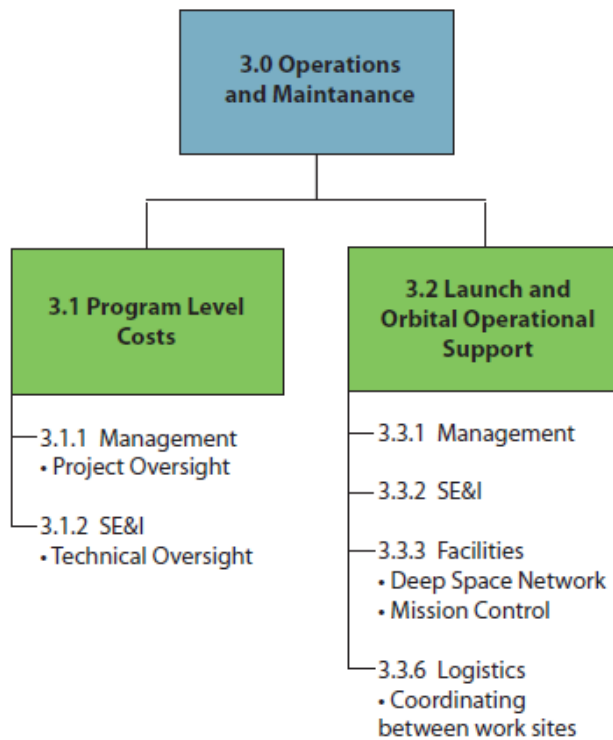 3.0 Operations
and Maintanance
3.1 Program Level
Costs
3.1.1 Management
• Project Oversight
3.1.2 SE&I
• Technical Oversight
3.2 Launch and
Orbital Operational
Support
3.3.1 Management
3.3.2 SE&I
3.3.3 Facilities
• Deep Space Network
• Mission Control
3.3.6 Logistics
• Coordinating
between work sites